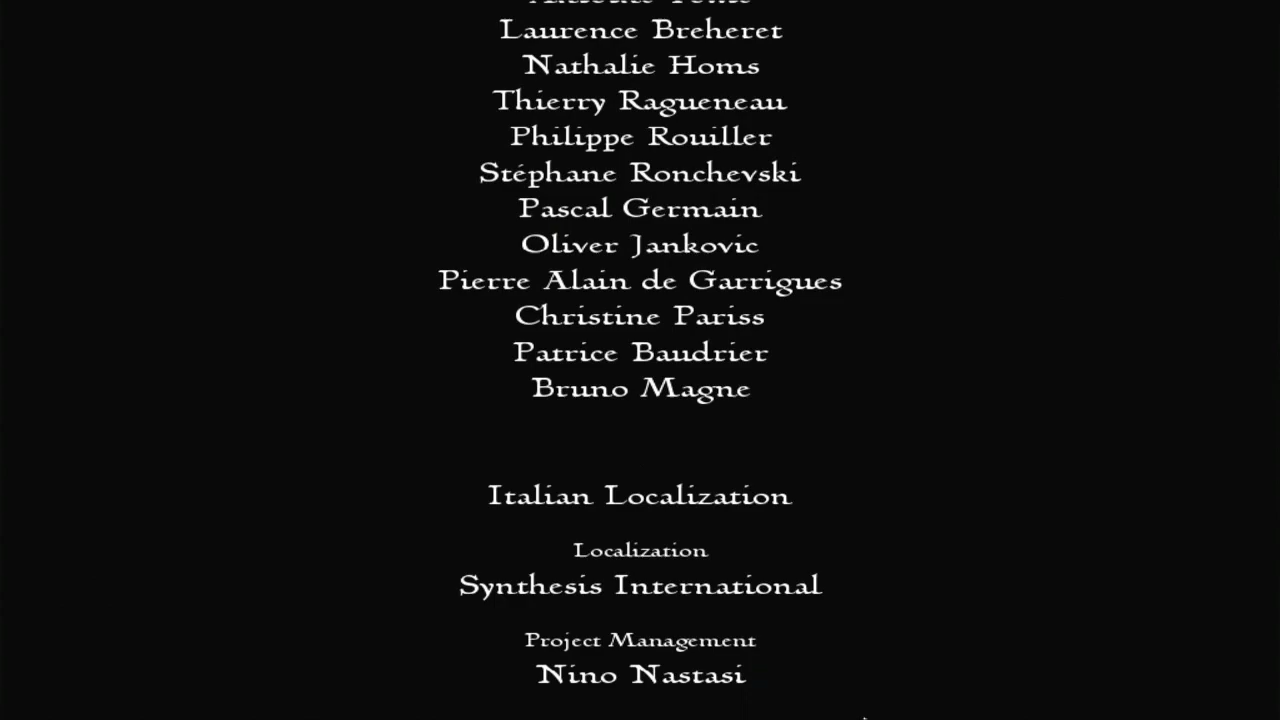 Laurence Breheret
Nathalie Homs
Thierry Ragueneau
Philippe Rouiller
Stéphane Ronchevski
Pascal Germain
Oliver Jankovic
Pierre Alain de Garrigues
Christine Pariss
Patrice Baudrier
Bruno Magne
Italian Localization
Localization
Synthesis International
Project Management
Nino Nastasi